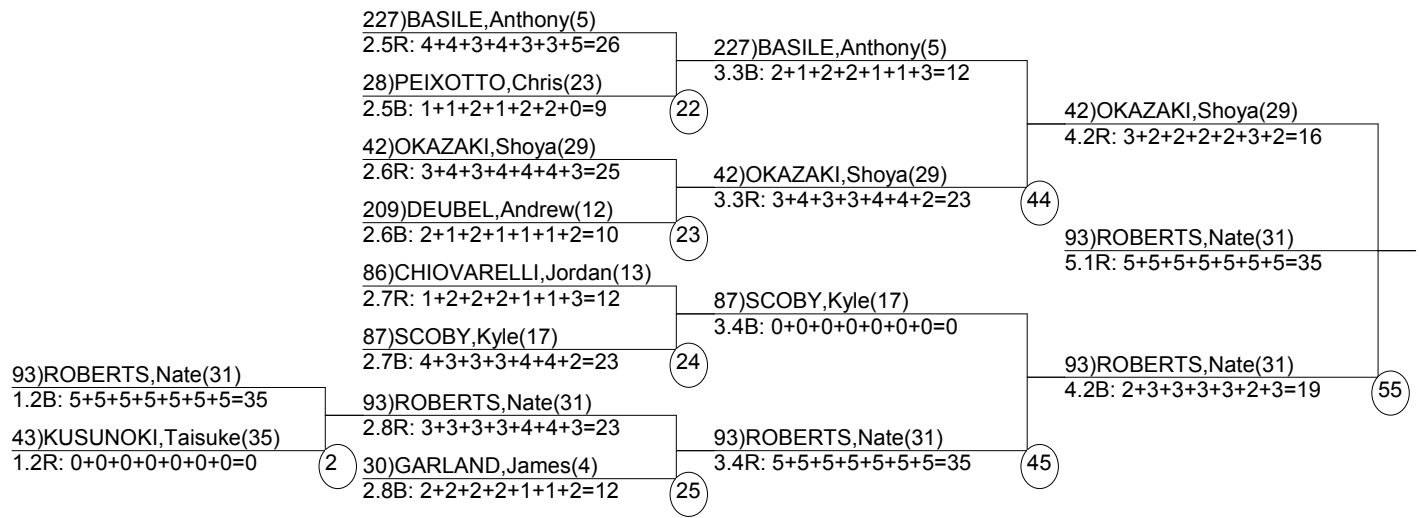 227)BASILE,Anthony(5)
2.5R: 4+4+3+4+3+3+5=26
28)PEIXOTTO,Chris(23)
2.5B: 1+1+2+1+2+2+0=9
22
42)OKAZAKI,Shoya(29)
2.6R: 3+4+3+4+4+4+3=25
209)DEUBEL,Andrew(12)
2.6B: 2+1+2+1+1+1+2=10
23
86)CHIOVARELLI,Jordan(13)
2.7R: 1+2+2+2+1+1+3=12
87)SCOBY,Kyle(17)
2.7B: 4+3+3+3+4+4+2=23
24
93)ROBERTS,Nate(31)
1.2B: 5+5+5+5+5+5+5=35
43)KUSUNOKI,Taisuke(35)
1.2R: 0+0+0+0+0+0+0=0
2
93)ROBERTS,Nate(31)
2.8R: 3+3+3+3+4+4+3=23
30)GARLAND,James(4)
2.8B: 2+2+2+2+1+1+2=12
25
227)BASILE,Anthony(5)
3.3B: 2+1+2+2+1+1+3=12
42)OKAZAKI,Shoya(29)
3.3R: 3+4+3+3+4+4+2=23
44
87)SCOBY,Kyle(17)
3.4B: 0+0+0+0+0+0+0=0
93)ROBERTS,Nate(31)
3.4R: 5+5+5+5+5+5+5=35
45
42)OKAZAKI,Shoya(29)
4.2R: 3+2+2+2+2+3+2=16
93)ROBERTS,Nate(31)
5.1R: 5+5+5+5+5+5+5=35
93)ROBERTS,Nate(31)
4.2B: 2+3+3+3+3+2+3=19
55